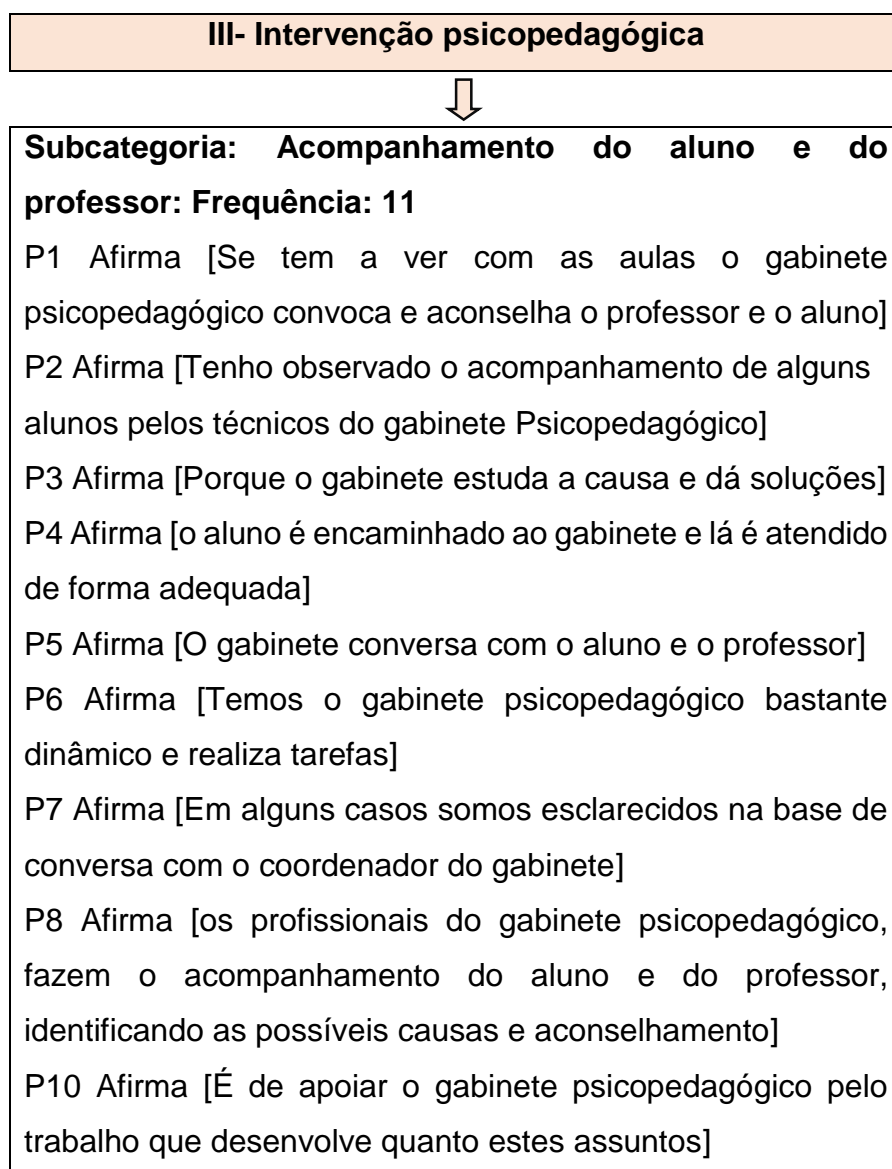 III- Intervenção psicopedagógica
Subcategoria: Acompanhamento do aluno e do
professor: Frequência: 11
P1 Afirma [Se tem a ver com as aulas o gabinete
psicopedagógico convoca e aconselha o professor e o aluno]
P2 Afirma [Tenho observado o acompanhamento de alguns
alunos pelos técnicos do gabinete Psicopedagógico]
P3 Afirma [Porque o gabinete estuda a causa e dá soluções]
P4 Afirma [o aluno é encaminhado ao gabinete e lá é atendido
de forma adequada]
P5 Afirma [O gabinete conversa com o aluno e o professor]
P6 Afirma [Temos o gabinete psicopedagógico bastante
dinâmico e realiza tarefas]
P7 Afirma [Em alguns casos somos esclarecidos na base de
conversa com o coordenador do gabinete]
P8 Afirma [os profissionais do gabinete psicopedagógico,
fazem o acompanhamento do aluno e do professor,
identificando as possíveis causas e aconselhamento]
P10 Afirma [É de apoiar o gabinete psicopedagógico pelo
trabalho que desenvolve quanto estes assuntos]